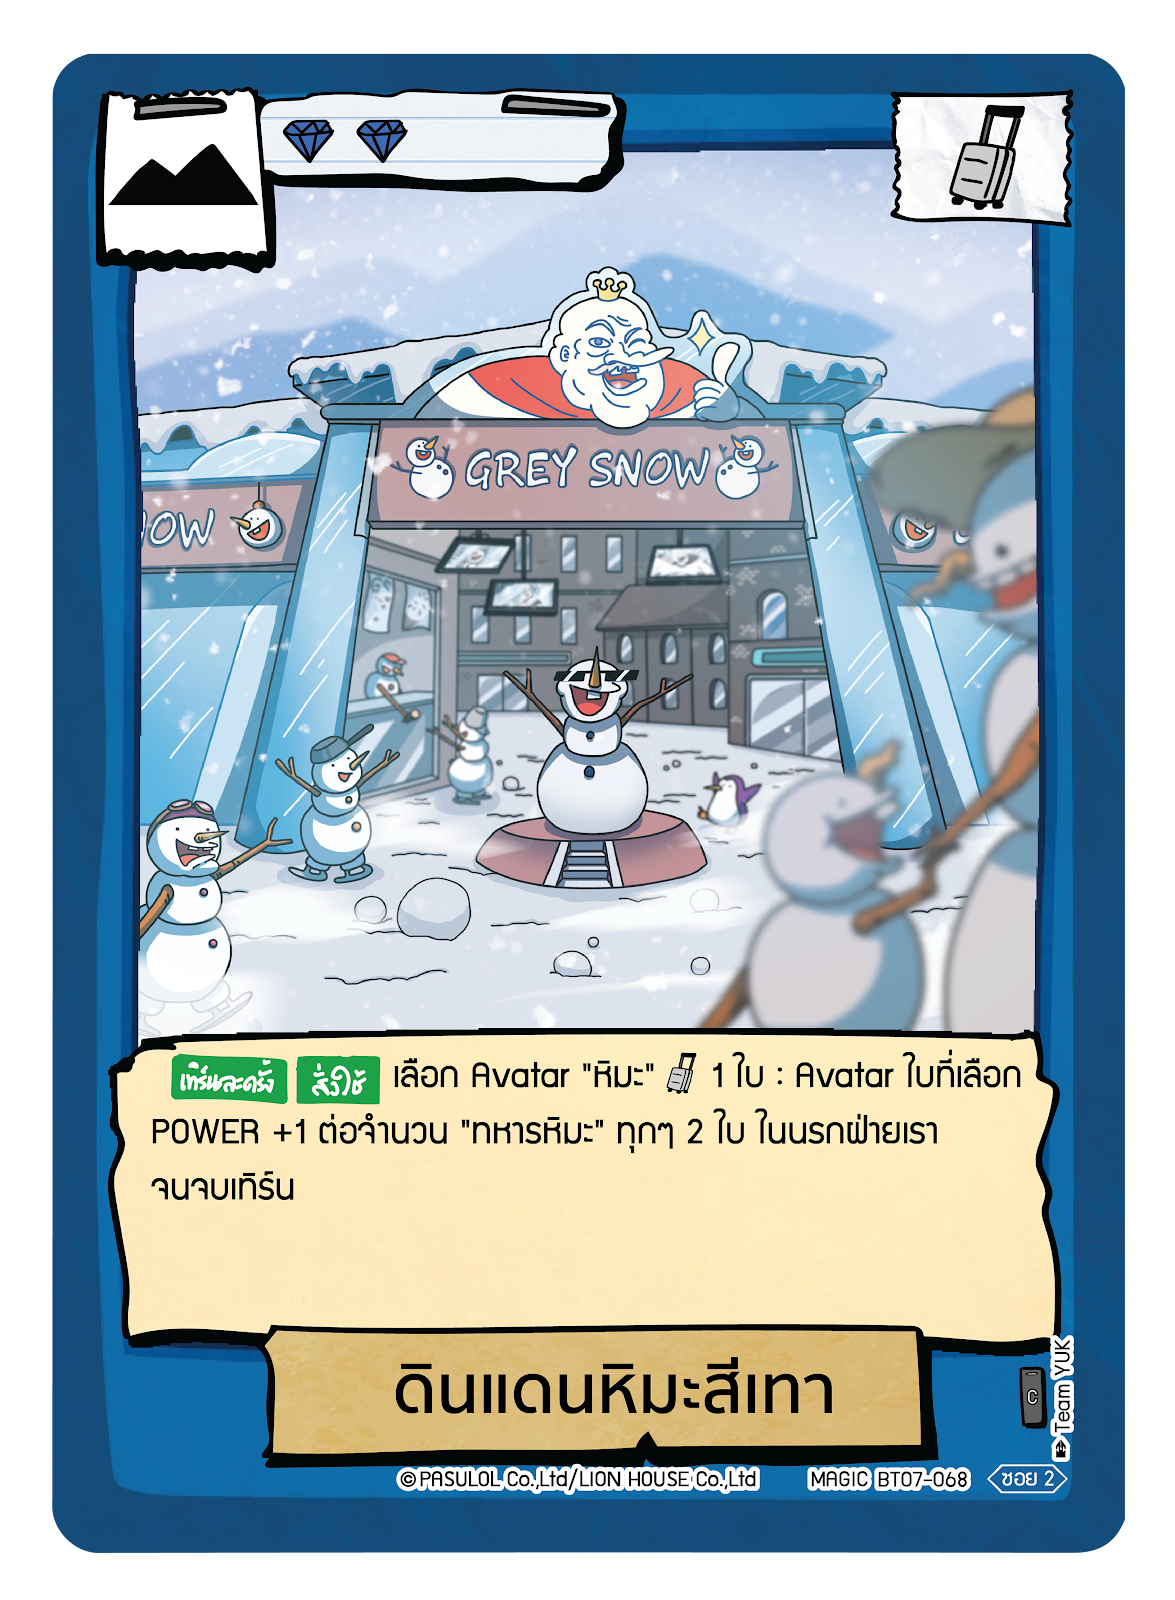 GREY SNOW
OW
เทิร์นละครั้ง สั่งใช้ เลือก Avatar "หิมะ" 1 ใบ : Avatar ใบที่เลือก
POWER +1 ต่อจำนวน "ทหารหิมะ" ทุกๆ 2 ใบ ในนรกฝ่ายเรา
จนจบเทิร์น
ดินแดนหิมะสีเทา
C
Team YUK
©PASULOL Co.,Ltd/LION HOUSE Co.,Ltd MAGIC BT07-068 ซอย 2